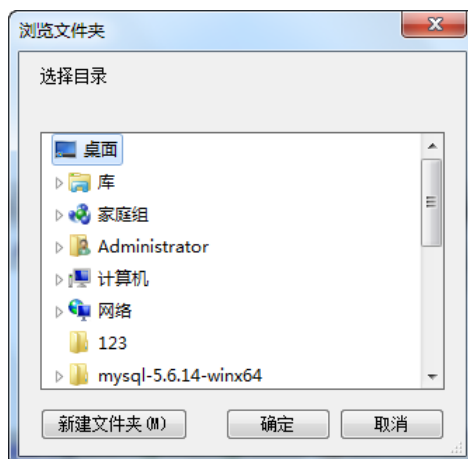 浏览文件夹
选择目录
桌面
库
家庭组
Administrator
计算机
网络
123
mysql-5.6.14-winx64
新建文件夹(M) 确定 取消